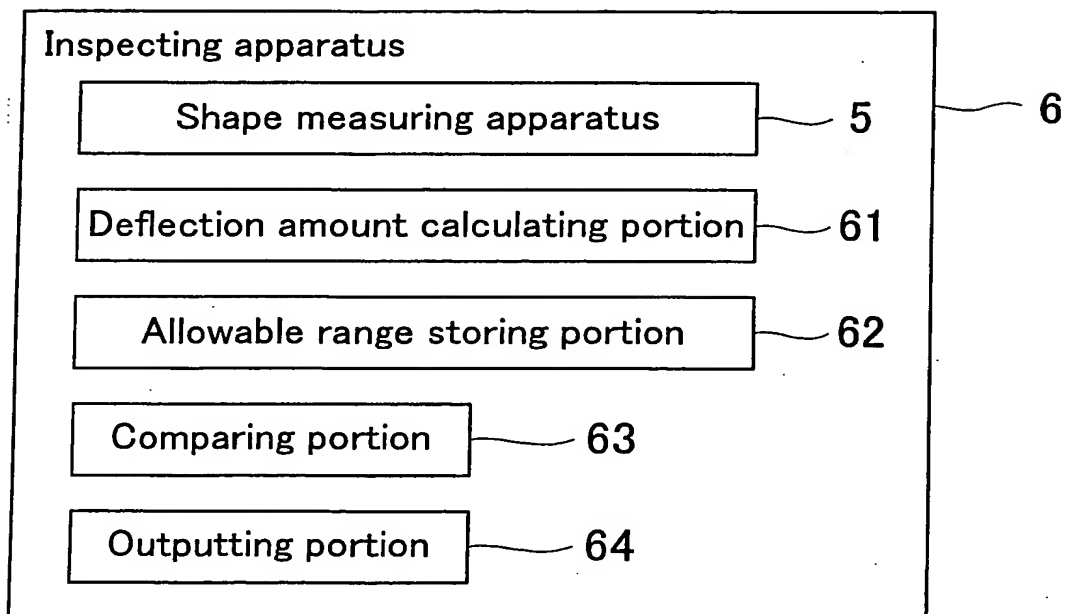 Inspecting apparatus
6
Shape measuring apparatus 5
Deflection amount calculating portion 61
Allowable range storing portion 62
Comparing portion 63
Outputting portion 64